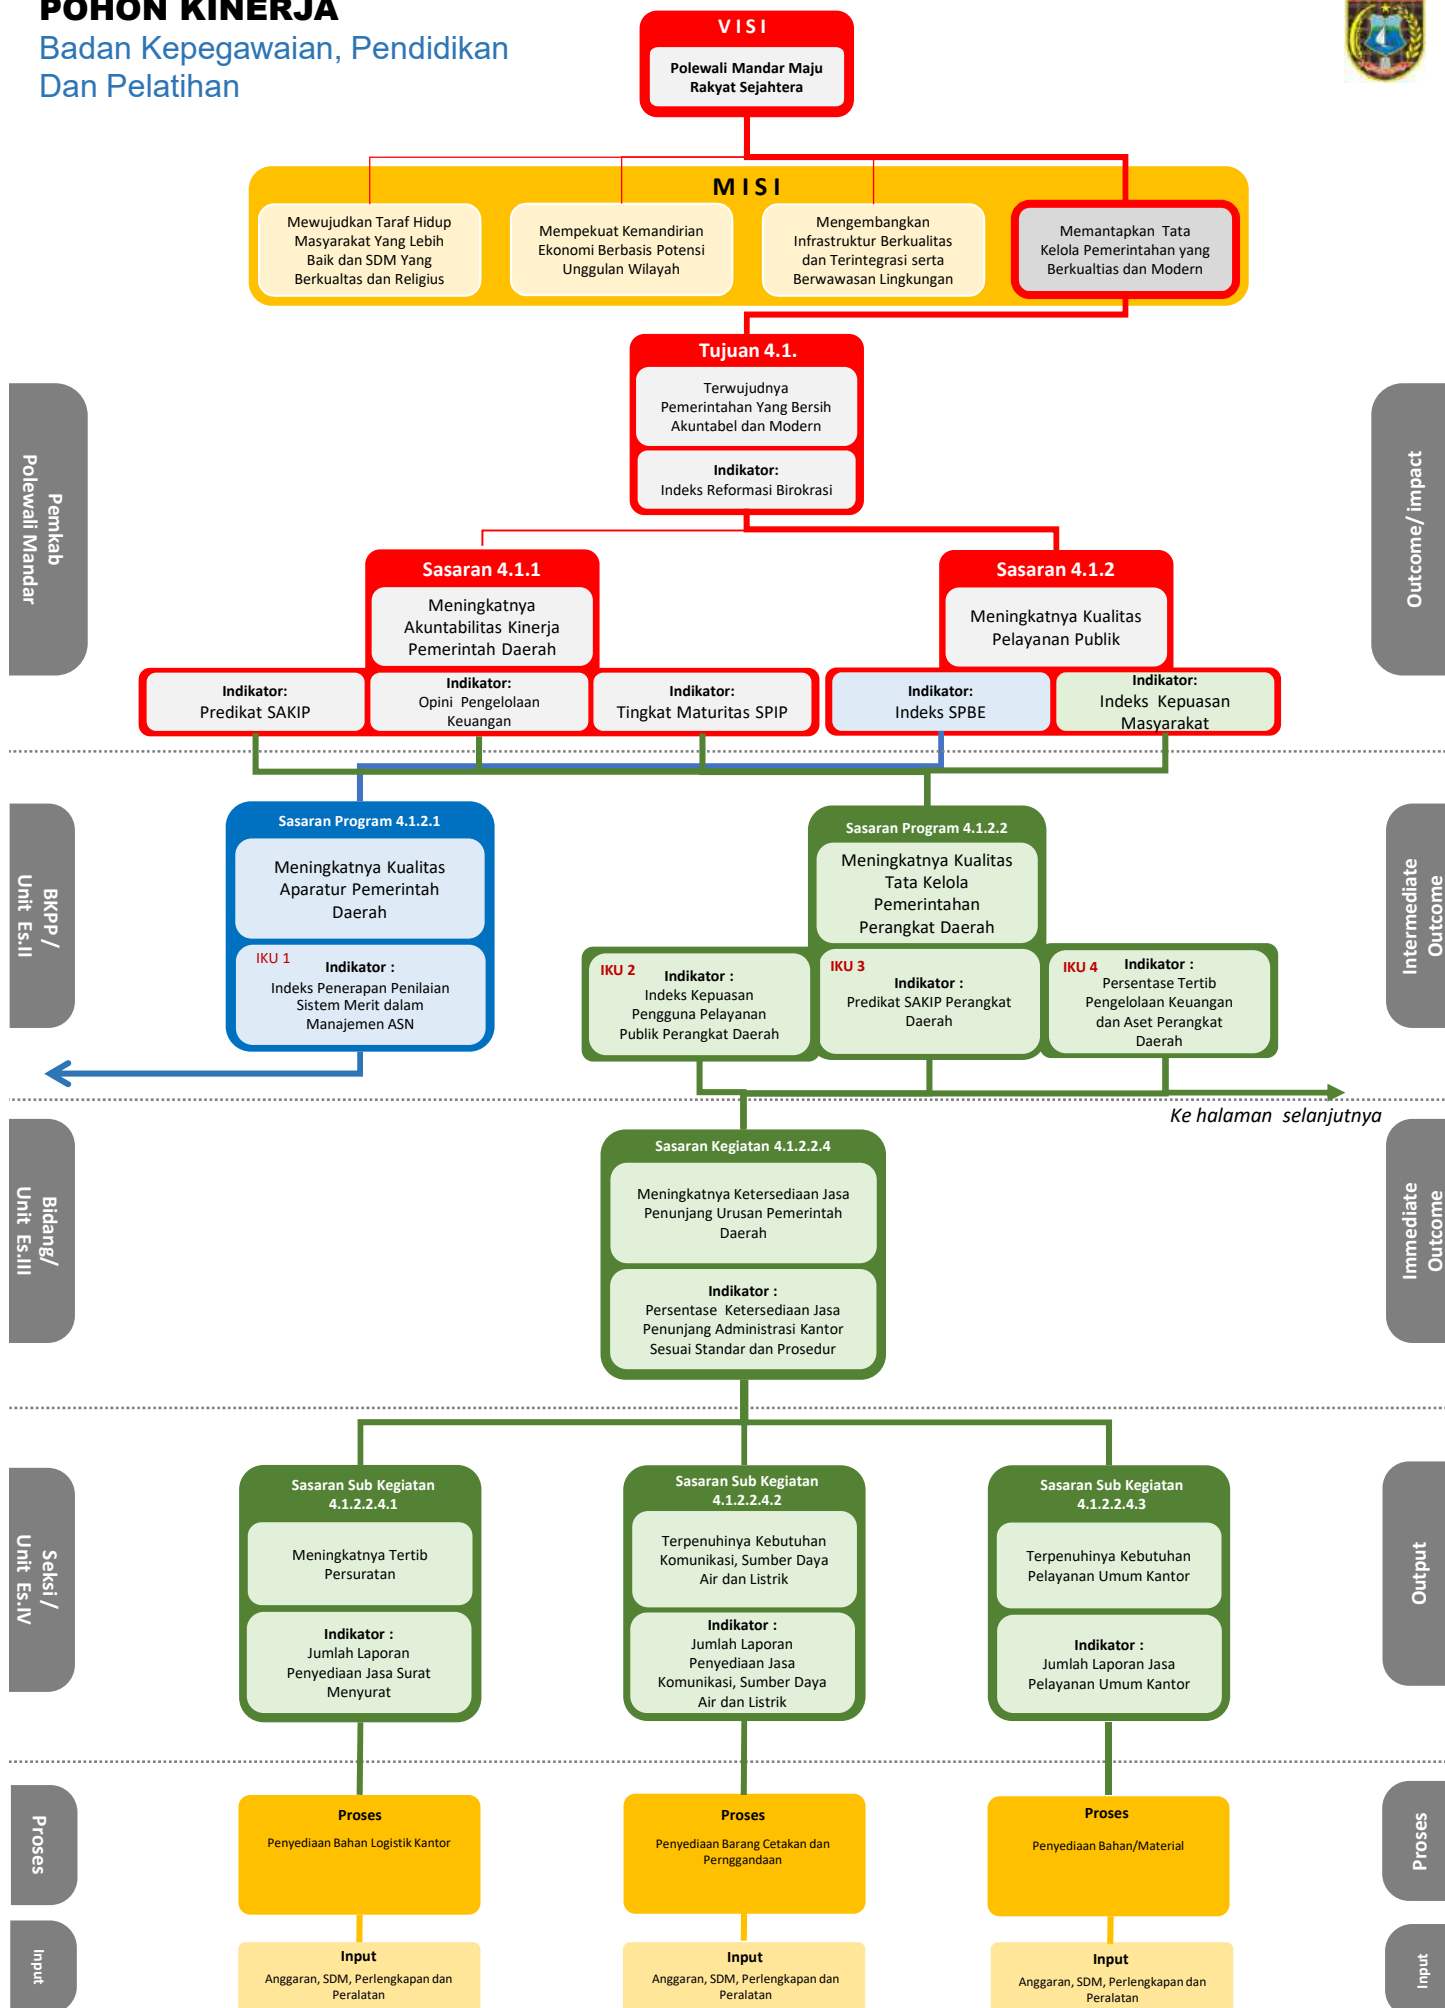 POHON KINERJA
Badan Kepegawaian, Pendidikan
Dan Pelatihan
V I S I
Polewali Mandar Maju
Rakyat Sejahtera
M I S I
Mewujudkan Taraf Hidup
Masyarakat Yang Lebih
Baik dan SDM Yang
Berkualtas dan Religius
Mempekuat Kemandirian
Ekonomi Berbasis Potensi
Unggulan Wilayah
Mengembangkan
Infrastruktur Berkualitas
dan Terintegrasi serta
Berwawasan Lingkungan
Memantapkan Tata
Kelola Pemerintahan yang
Berkualtias dan Modern
Tujuan 4.1.
Terwujudnya
Pemerintahan Yang Bersih
Akuntabel dan Modern
Indikator:
Indeks Reformasi Birokrasi
Pemkab
Polewali Mandar
Outcome/ impact
Sasaran 4.1.1
Meningkatnya
Akuntabilitas Kinerja
Pemerintah Daerah
Indikator:
Predikat SAKIP
Indikator:
Opini Pengelolaan
Keuangan
Indikator:
Tingkat Maturitas SPIP
Sasaran 4.1.2
Meningkatnya Kualitas
Pelayanan Publik
Indikator:
Indeks SPBE
Indikator:
Indeks Kepuasan
Masyarakat
BKPP /
Unit Es.II
Intermediate
Outcome
Sasaran Program 4.1.2.1
Meningkatnya Kualitas
Aparatur Pemerintah
Daerah
IKU 1
Indikator :
Indeks Penerapan Penilaian
Sistem Merit dalam
Manajemen ASN
Sasaran Program 4.1.2.2
Meningkatnya Kualitas
Tata Kelola
Pemerintahan
Perangkat Daerah
IKU 2
Indikator :
Indeks Kepuasan
Pengguna Pelayanan
Publik Perangkat Daerah
IKU 3
Indikator :
Predikat SAKIP Perangkat
Daerah
IKU 4
Indikator :
Persentase Tertib
Pengelolaan Keuangan
dan Aset Perangkat
Daerah
Ke halaman selanjutnya
Bidang/
Unit Es.III
Immediate
Outcome
Sasaran Kegiatan 4.1.2.2.4
Meningkatnya Ketersediaan Jasa
Penunjang Urusan Pemerintah
Daerah
Indikator :
Persentase Ketersediaan Jasa
Penunjang Administrasi Kantor
Sesuai Standar dan Prosedur
Seksi /
Unit Es.IV
Output
Sasaran Sub Kegiatan
4.1.2.2.4.1
Meningkatnya Tertib
Persuratan
Indikator :
Jumlah Laporan
Penyediaan Jasa Surat
Menyurat
Sasaran Sub Kegiatan
4.1.2.2.4.2
Terpenuhinya Kebutuhan
Komunikasi, Sumber Daya
Air dan Listrik
Indikator :
Jumlah Laporan
Penyediaan Jasa
Komunikasi, Sumber Daya
Air dan Listrik
Sasaran Sub Kegiatan
4.1.2.2.4.3
Terpenuhinya Kebutuhan
Pelayanan Umum Kantor
Indikator :
Jumlah Laporan Jasa
Pelayanan Umum Kantor
Proses
Proses
Proses
Penyediaan Bahan Logistik Kantor
Proses
Penyediaan Barang Cetakan dan
Pernggandaan
Proses
Penyediaan Bahan/Material
Input
Input
Input
Anggaran, SDM, Perlengkapan dan
Peralatan
Input
Anggaran, SDM, Perlengkapan dan
Peralatan
Input
Anggaran, SDM, Perlengkapan dan
Peralatan